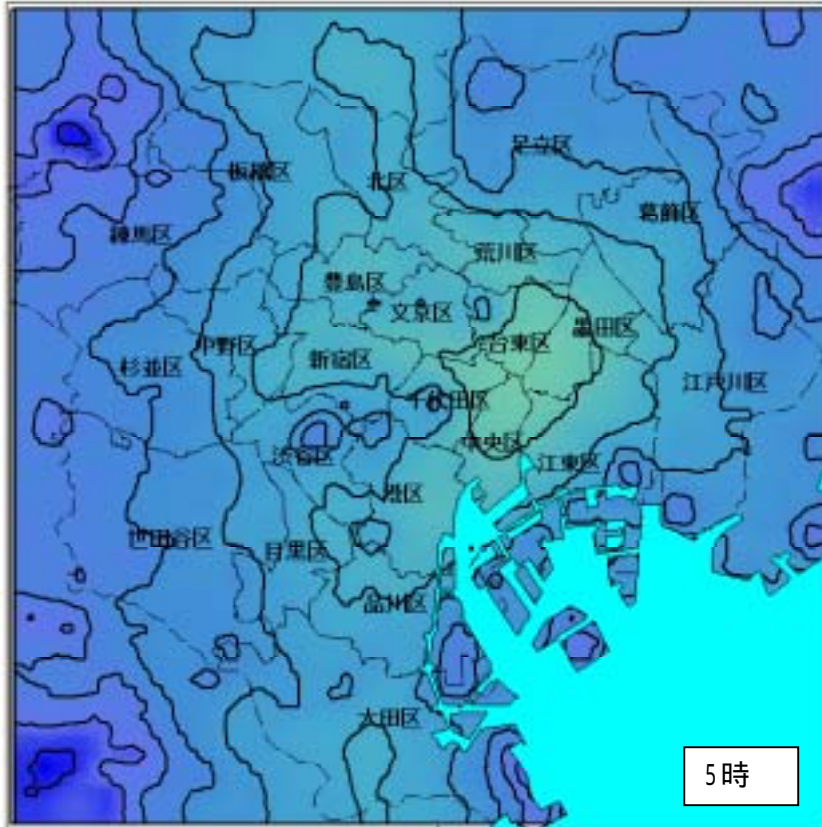 足立区
板橋区
北区
葛飾区
練馬区
荒川区
豊島区
文京区
墨田区
中野区
台東区
新宿区
杉並区
江戸川区
千代田区
中央区
渋谷区
江東区
港区
世田谷区
目黒区
品川区
大田区
5時